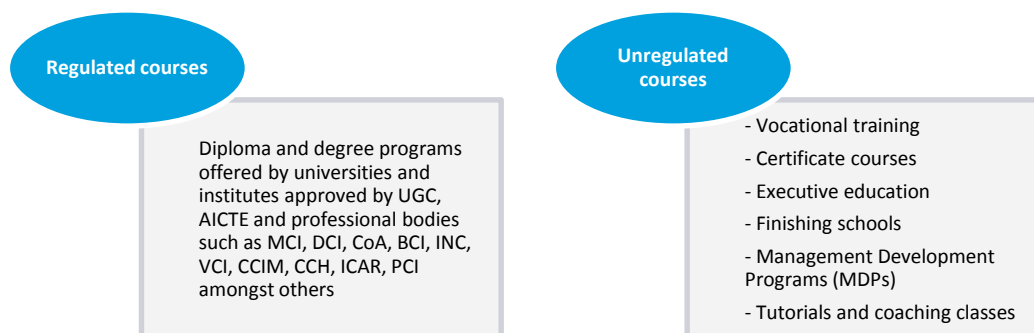 Regulated courses
Diploma and degree programs
offered by universities and
institutes approved by UGC,
AICTE and professional bodies
such as MCI, DCI, CoA, BCI, INC,
VCI, CCIM, CCH, ICAR, PCI
amongst others
Unregulated
courses
- Vocational training
- Certificate courses
- Executive education
- Finishing schools
- Management Development
Programs (MDPs)
- Tutorials and coaching classes